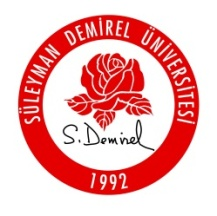 SÜLEYMAN DEMİREL ÜNİVERSİTESİ
S. Demirel
1992